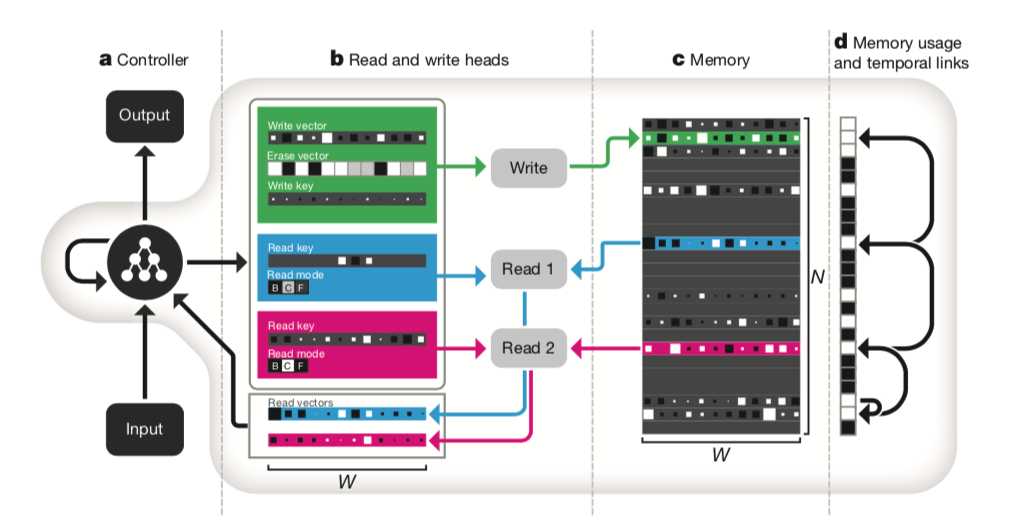 a Controller
b Read and write heads
c Memory
d Memory usage
and temporal links
Output
Input
Write vector
Erase vector
Write key
Read key
Read mode
B C F
Read key
Read mode
B C F
Read vectors
W
Write
Read 1
Read 2
N
W